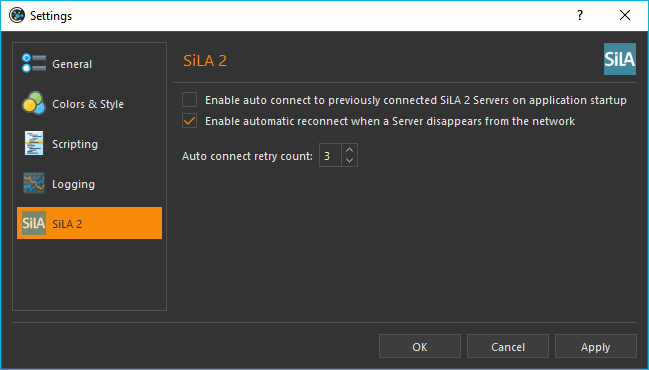 Settings
?
General
Colors & Style
Scripting
Logging
SiLA
SiLA 2
SiLA 2
SiLA
Enable auto connect to previously connected SiLA 2 Servers on application startup
Enable automatic reconnect when a Server disappears from the network
Auto connect retry count: 3
OK
Cancel
Apply